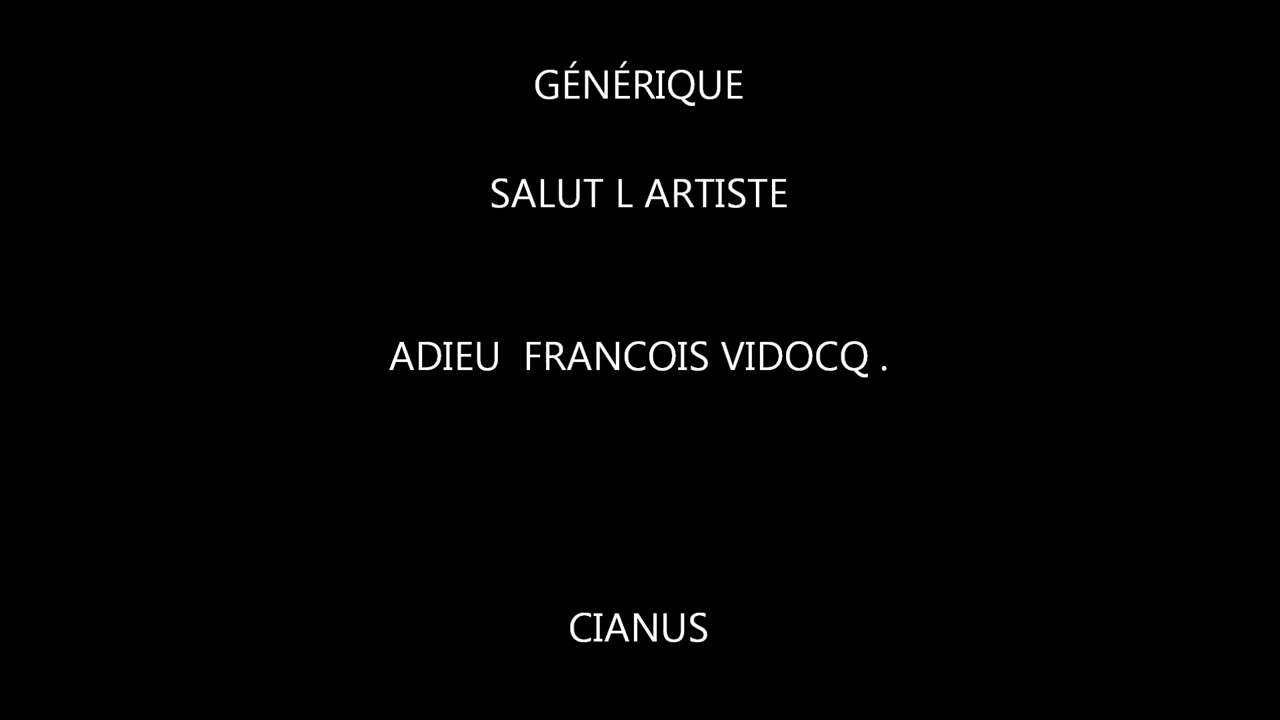 GÉNÉRIQUE
SALUT L ARTISTE
ADIEU  FRANCOIS VIDOCQ .
CIANUS